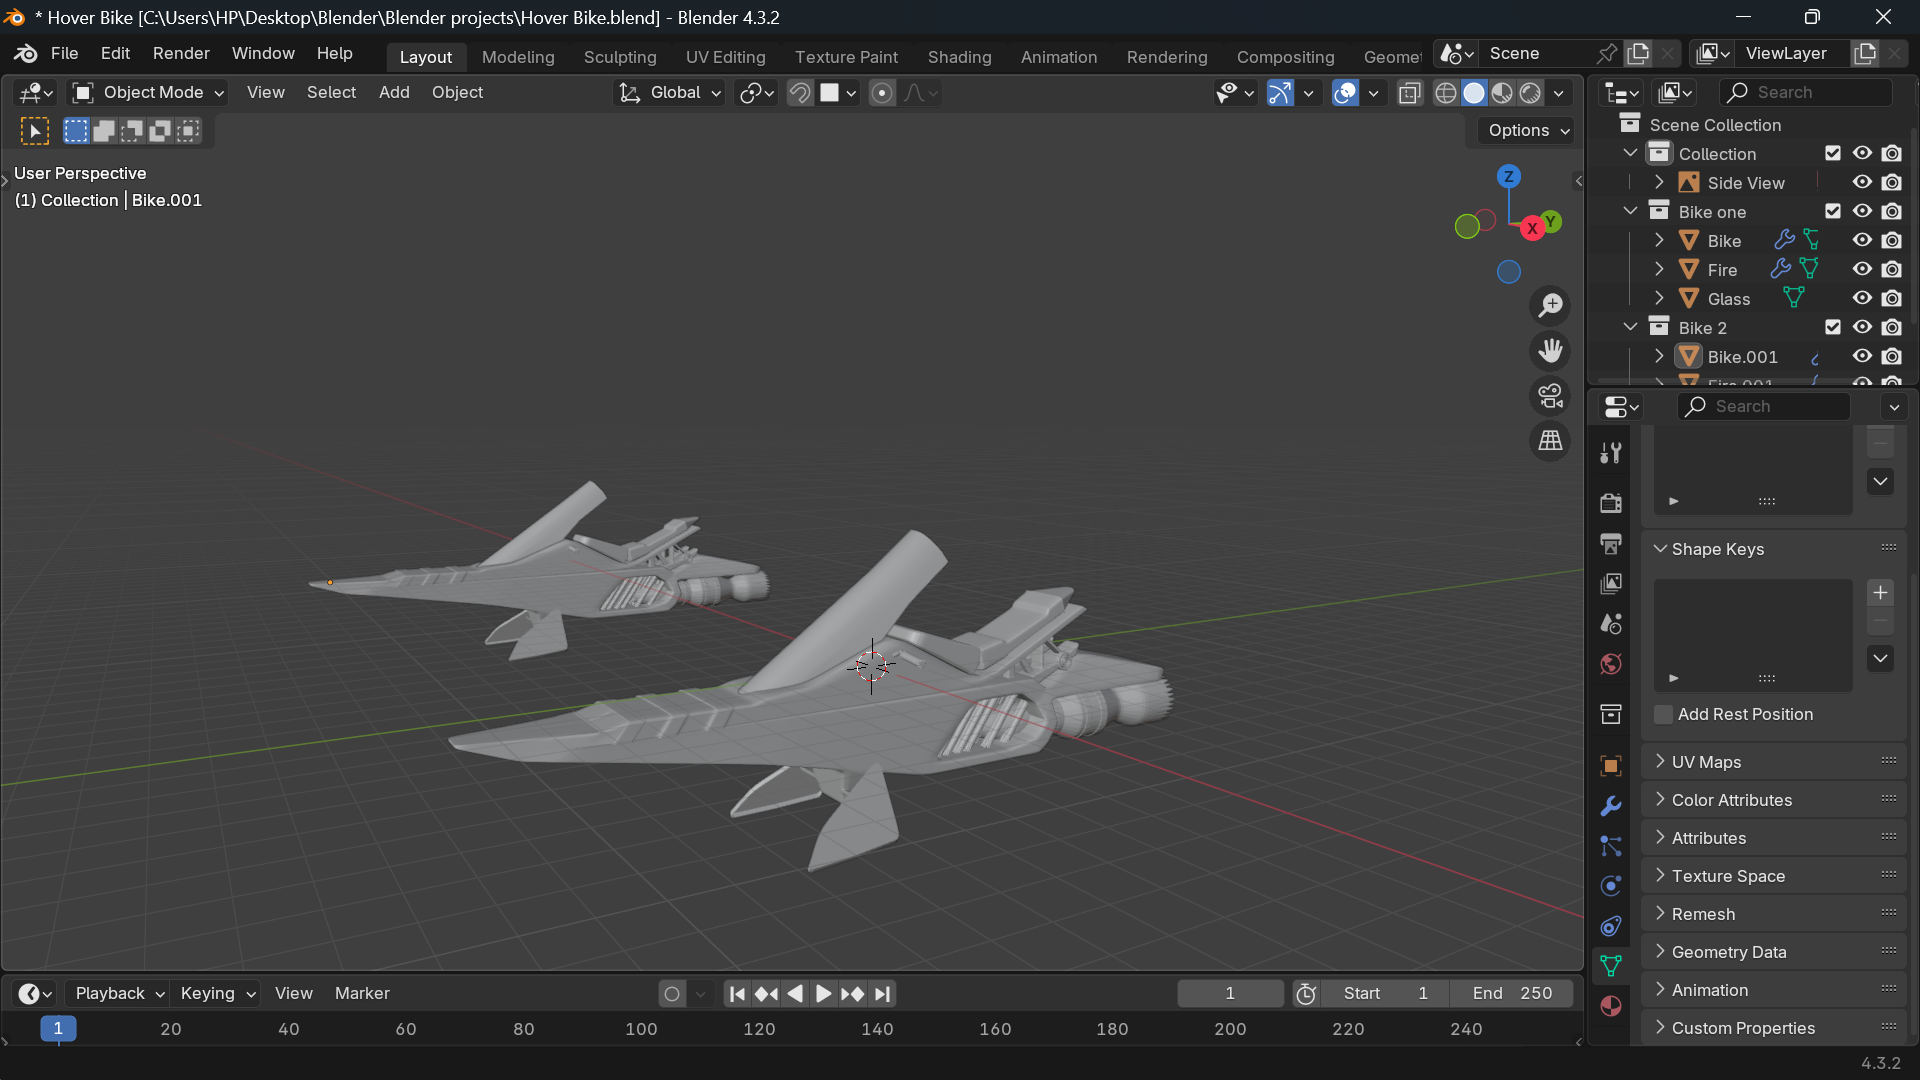 * Hover Bike [C:\Users\HP\Desktop\Blender\Blender projects\Hover Bike.blend] - Blender 4.3.2
File Edit Render Window Help Layout Modeling Sculpting UV Editing Texture Paint Shading Animation Rendering Compositing Geomet Scene ViewLayer
Object Mode View Select Add Object Global
Options
User Perspective
(1) Collection | Bike.001
Z
Y
X
Search
Scene Collection
Collection
Side View
Bike one
Bike
Fire
Glass
Bike 2
Bike.001
Fire.001
Search
Shape Keys
Add Rest Position
UV Maps
Color Attributes
Attributes
Texture Space
Remesh
Geometry Data
Animation
Custom Properties
Playback Keying View Marker 1 Start 1 End 250
1 20 40 60 80 100 120 140 160 180 200 220 240
4.3.2